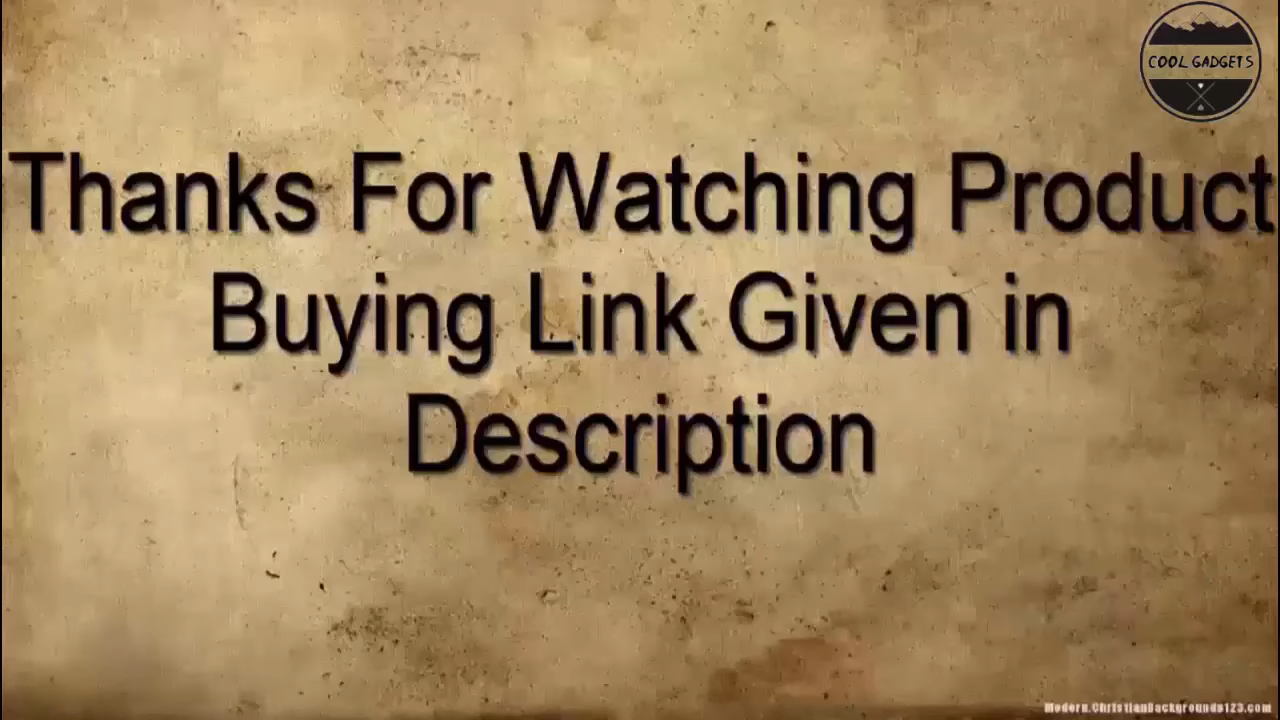 COOL GADGETS
Thanks For Watching Product
Buying Link Given in
Description
Modern.ChristianBackgrounds123.com